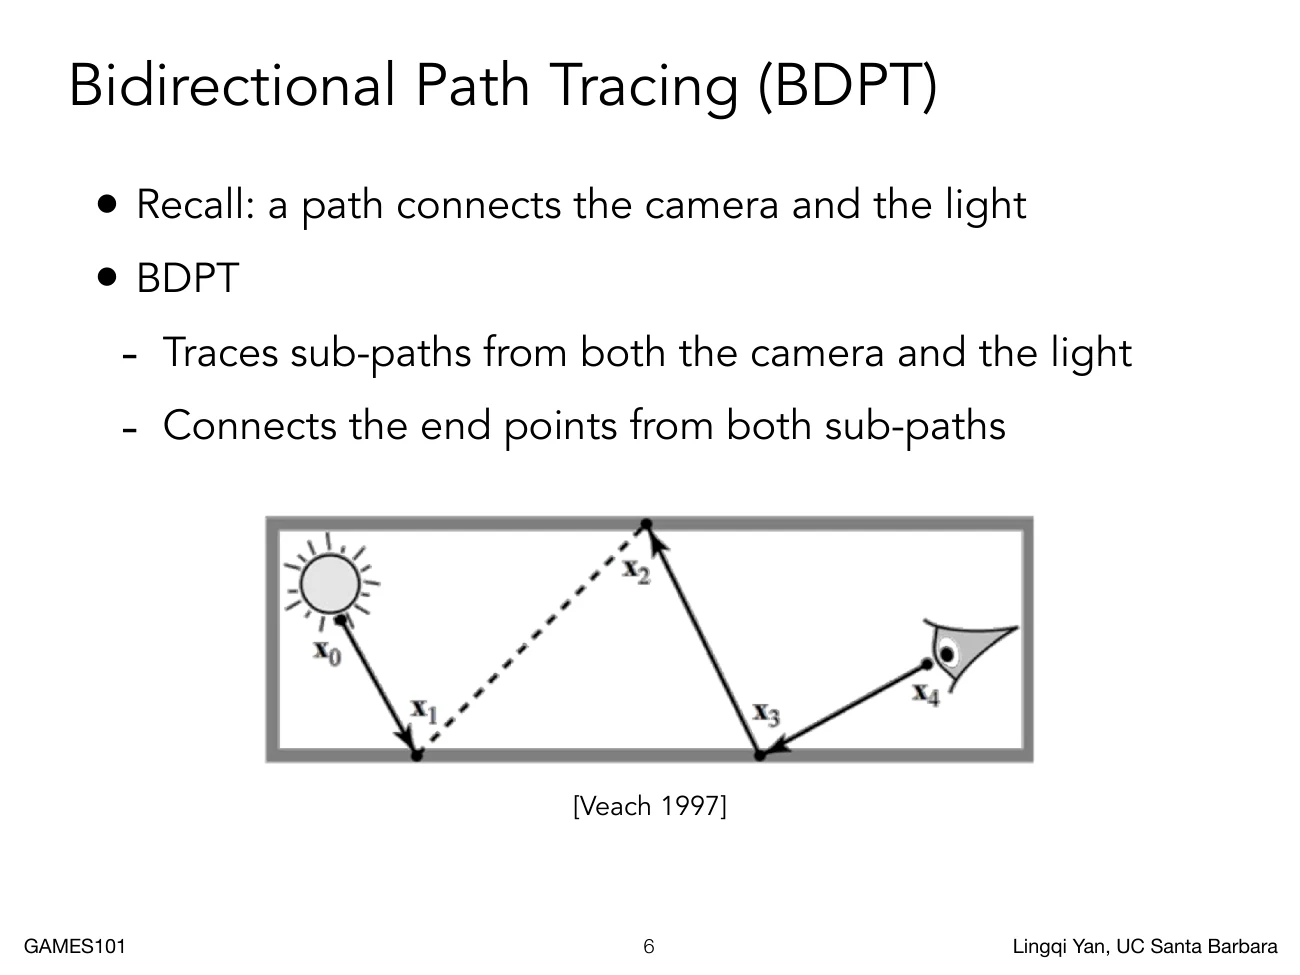 Bidirectional Path Tracing (BDPT)
• Recall: a path connects the camera and the light
• BDPT
- Traces sub-paths from both the camera and the light
- Connects the end points from both sub-paths
x₂
x₀
x₁
x₃
x₄
[Veach 1997]
GAMES101
6
Lingqi Yan, UC Santa Barbara